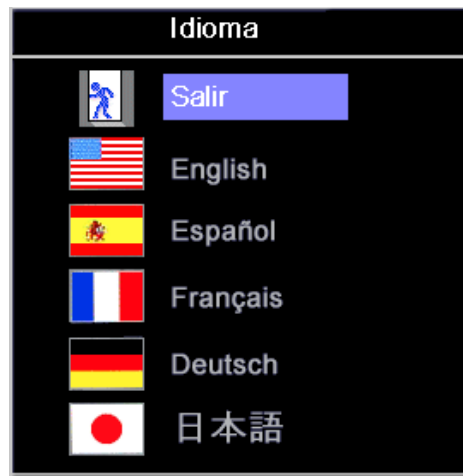 Idioma
Salir
English
Español
Français
Deutsch
日本語